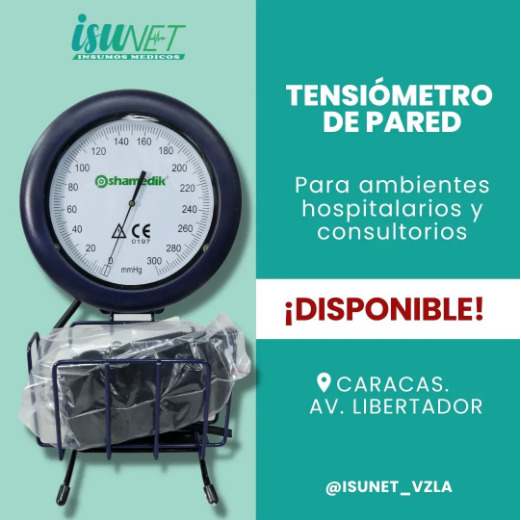 isuNET
INSUMOS MEDICOS
TENSIÓMETRO
DE PARED
Para ambientes
hospitalarios y
consultorios
¡DISPONIBLE!
CARACAS.
AV. LIBERTADOR
@ISUNET_VZLA
140 160
120 180
100 200
80 220
60 240
40 260
20 280
0 300
shamedik®
CE
0197
mmHg